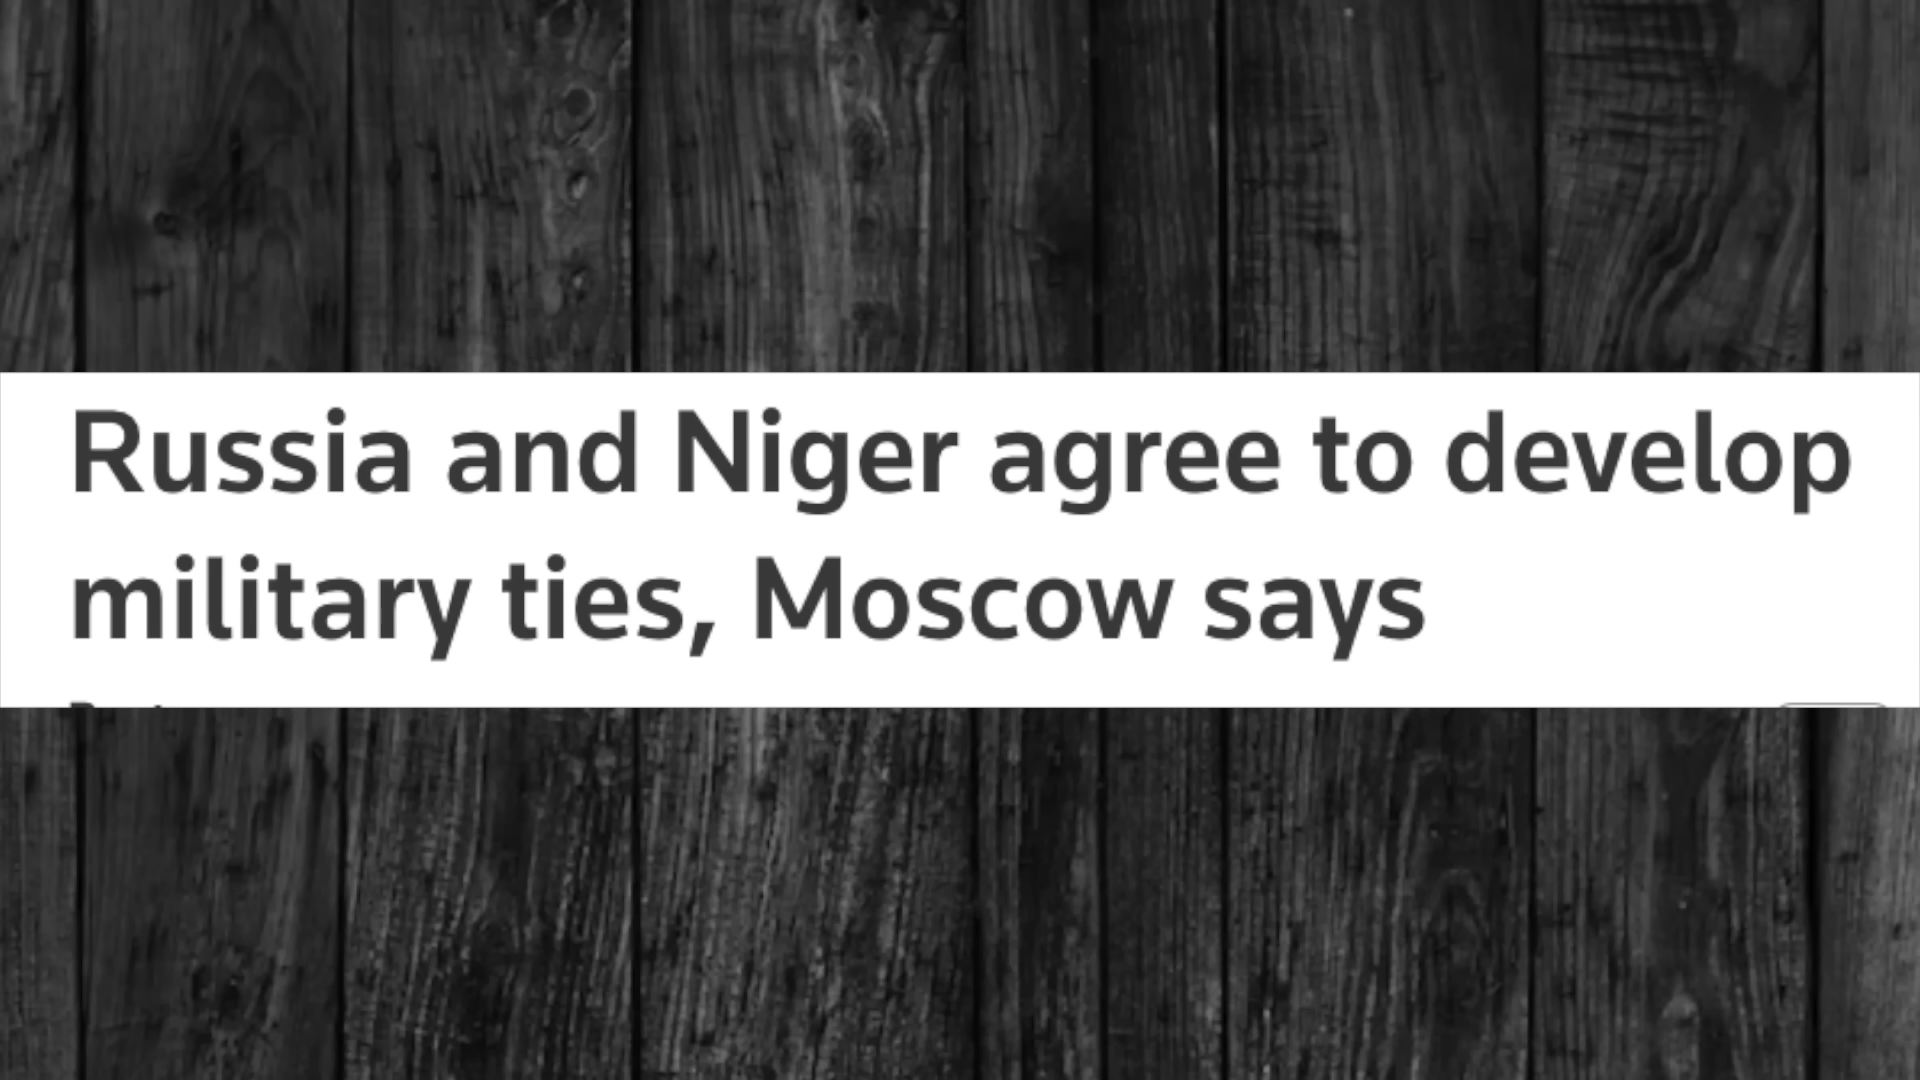 Russia and Niger agree to develop
military ties, Moscow says